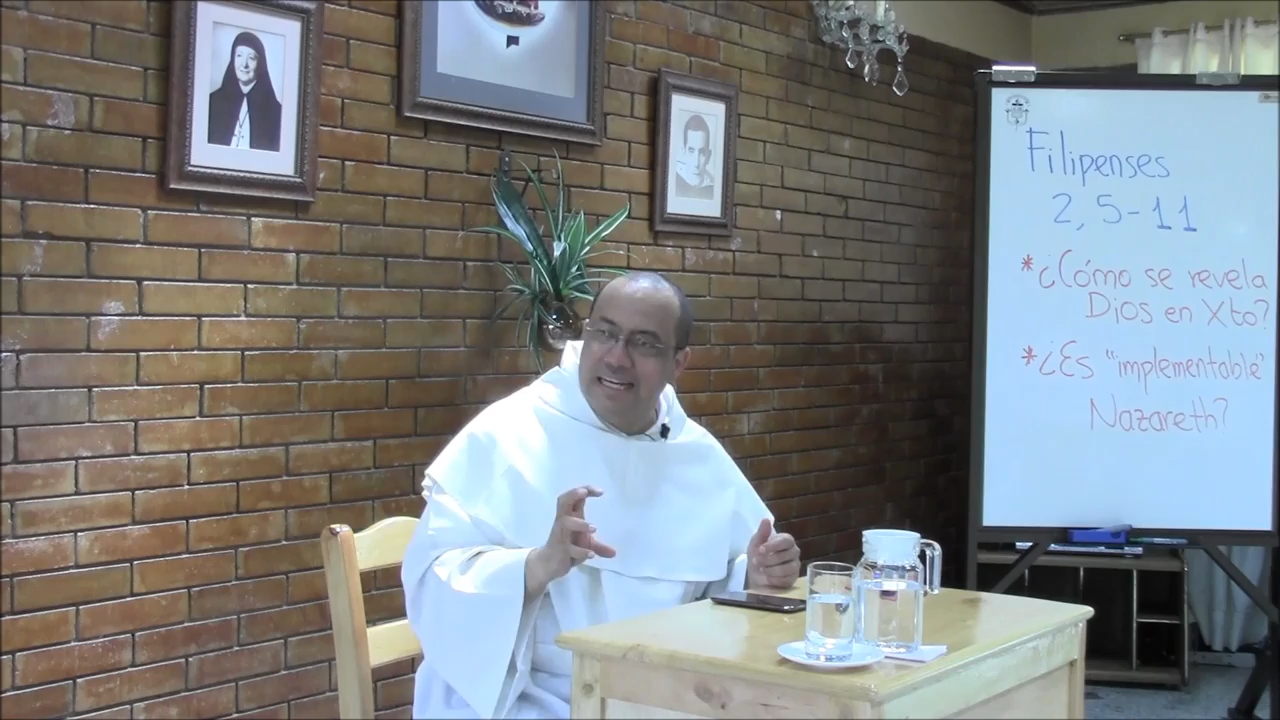 Filipenses
2, 5-11
*¿Cómo se revela
Dios en Xto?
*¿Es "implementable"
Nazareth?